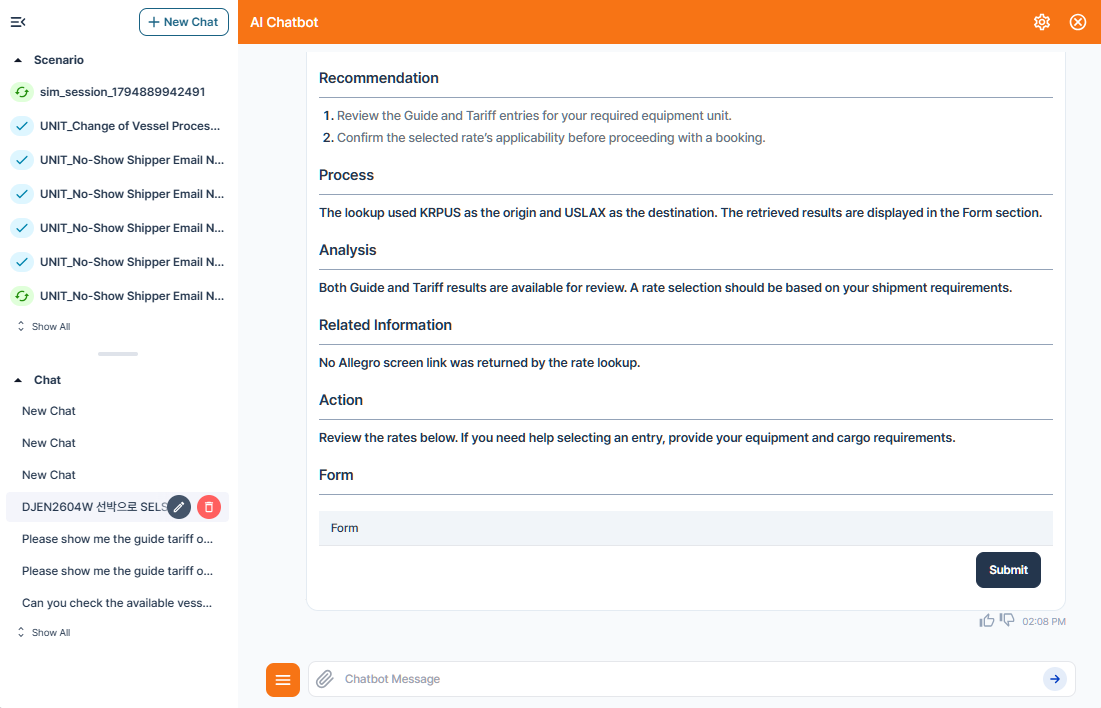 New Chat
Scenario
sim_session_1794889942491
UNIT_Change of Vessel Proces...
UNIT_No-Show Shipper Email N...
UNIT_No-Show Shipper Email N...
UNIT_No-Show Shipper Email N...
UNIT_No-Show Shipper Email N...
UNIT_No-Show Shipper Email N...
Show All
Chat
New Chat
New Chat
New Chat
DJEN2604W 선박으로 SELS
Please show me the guide tariff o...
Please show me the guide tariff o...
Can you check the available vess...
Show All
AI Chatbot
Recommendation
1. Review the Guide and Tariff entries for your required equipment unit.
2. Confirm the selected rate's applicability before proceeding with a booking.
Process
The lookup used KRPUS as the origin and USLAX as the destination. The retrieved results are displayed in the Form section.
Analysis
Both Guide and Tariff results are available for review. A rate selection should be based on your shipment requirements.
Related Information
No Allegro screen link was returned by the rate lookup.
Action
Review the rates below. If you need help selecting an entry, provide your equipment and cargo requirements.
Form
Form
Submit
02:08 PM
Chatbot Message